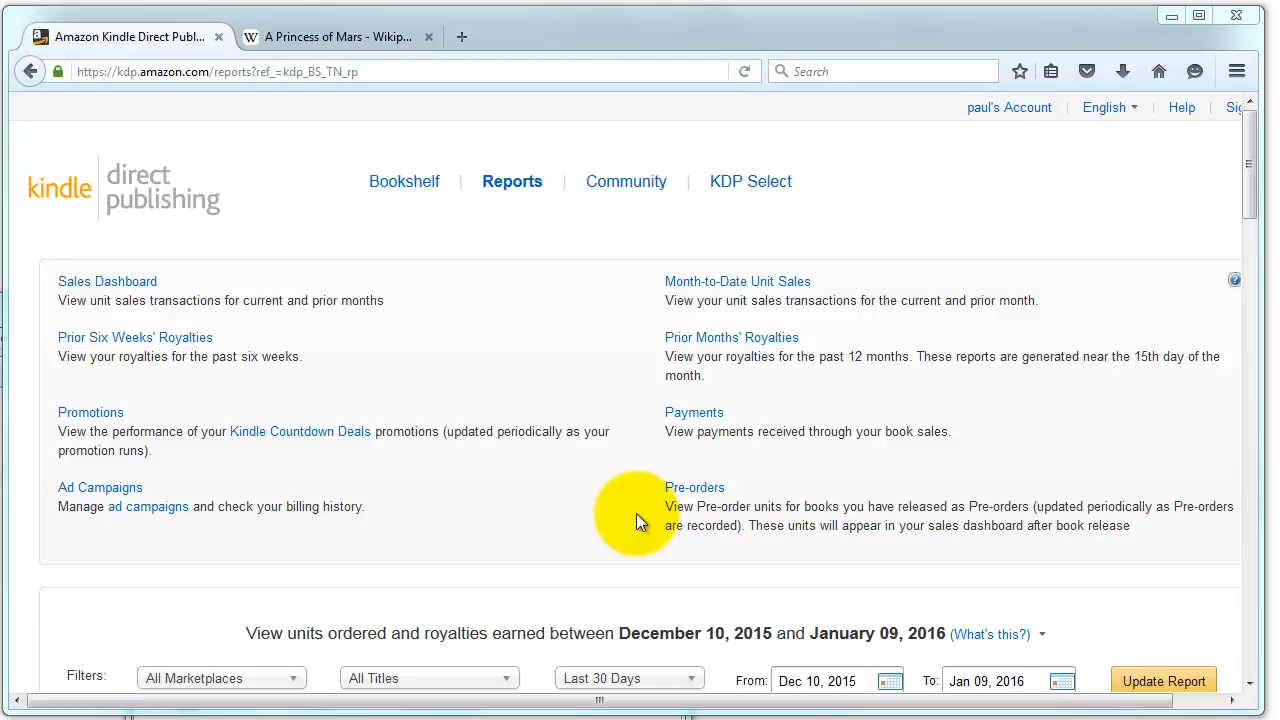 Amazon Kindle Direct Publ...
A Princess of Mars - Wikip...
https://kdp.amazon.com/reports?ref_=kdp_BS_TN_rp
Search
paul's Account English Help Sig
kindle direct publishing
Bookshelf Reports Community KDP Select
Sales Dashboard
View unit sales transactions for current and prior months
Month-to-Date Unit Sales
View your unit sales transactions for the current and prior month.
Prior Six Weeks' Royalties
View your royalties for the past six weeks.
Prior Months' Royalties
View your royalties for the past 12 months. These reports are generated near the 15th day of the
month.
Promotions
View the performance of your Kindle Countdown Deals promotions (updated periodically as your
promotion runs).
Payments
View payments received through your book sales.
Ad Campaigns
Manage ad campaigns and check your billing history.
Pre-orders
View Pre-order units for books you have released as Pre-orders (updated periodically as Pre-orders
are recorded). These units will appear in your sales dashboard after book release
View units ordered and royalties earned between December 10, 2015 and January 09, 2016 (What's this?)
Filters: All Marketplaces All Titles Last 30 Days From: Dec 10, 2015 To: Jan 09, 2016 Update Report